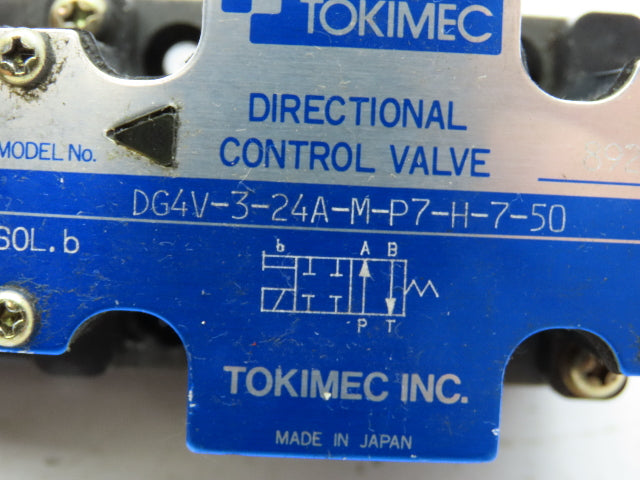 TOKIMEC
DIRECTIONAL
CONTROL VALVE
MODEL No.
DG4V-3-24A-M-P7-H-7-50
SOL.b
b A B
P T
TOKIMEC INC.
MADE IN JAPAN